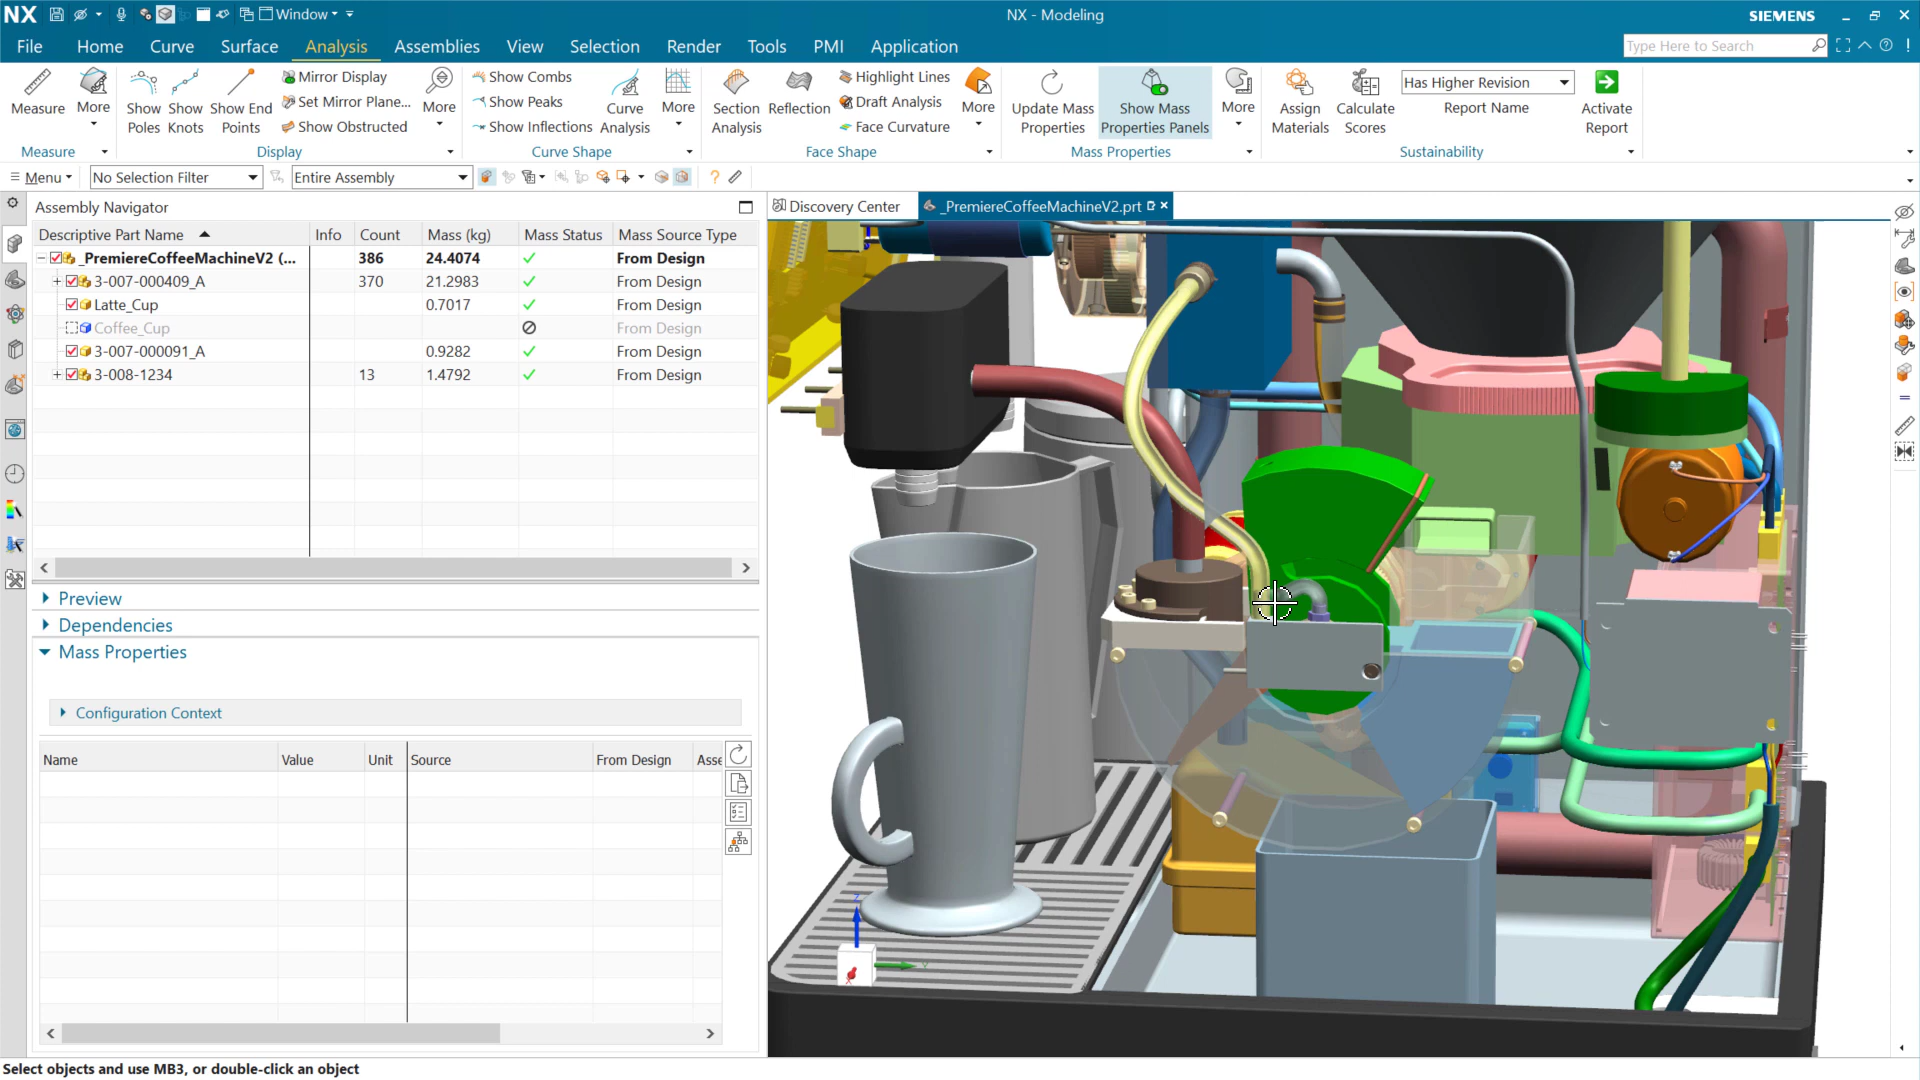 NX Window NX - Modeling SIEMENS
File Home Curve Surface Analysis Assemblies View Selection Render Tools PMI Application Type Here to Search
Measure
More
Show Poles
Show Knots
Show End Points
Mirror Display
Set Mirror Plane...
Show Obstructed
More
Show Combs
Show Peaks
Show Inflections
Curve Analysis
More
Section Analysis
Reflection
Highlight Lines
Draft Analysis
Face Curvature
More
Update Mass Properties
Show Mass Properties Panels
More
Assign Materials
Calculate Scores
Has Higher Revision
Report Name
Activate Report
Measure Display Curve Shape Face Shape Mass Properties Sustainability
Menu No Selection Filter Entire Assembly
Assembly Navigator
Discovery Center _PremiereCoffeeMachineV2.prt
Descriptive Part Name Info Count Mass (kg) Mass Status Mass Source Type
_PremiereCoffeeMachineV2 (... 386 24.4074 From Design
3-007-000409_A 370 21.2983 From Design
Latte_Cup 0.7017 From Design
Coffee_Cup From Design
3-007-000091_A 0.9282 From Design
3-008-1234 13 1.4792 From Design
Preview
Dependencies
Mass Properties
Configuration Context
Name Value Unit Source From Design Asse
Z
Y
X
Select objects and use MB3, or double-click an object